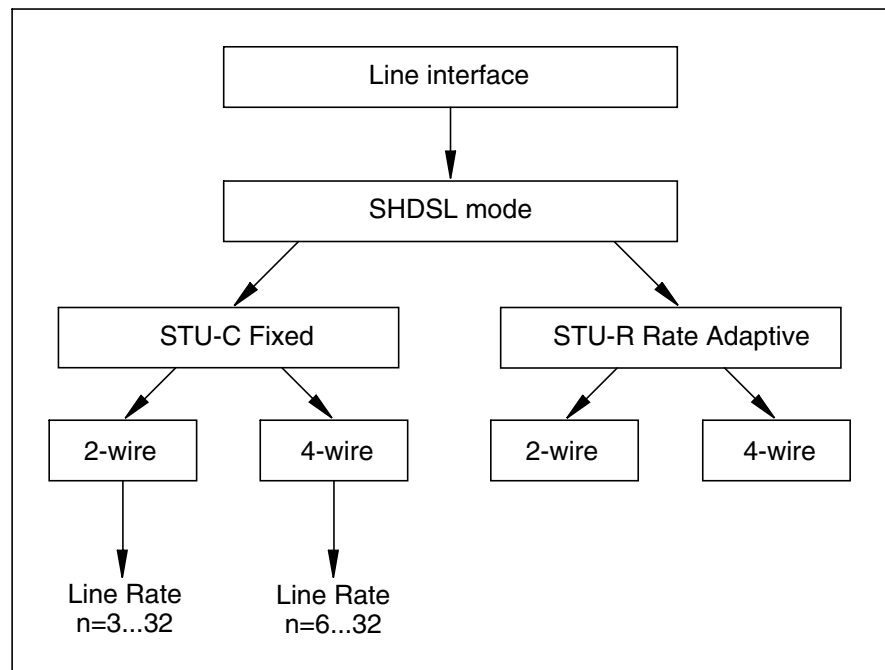 Line interface
SHDSL mode
STU-C Fixed
STU-R Rate Adaptive
2-wire
4-wire
2-wire
4-wire
Line Rate
n=3...32
Line Rate
n=6...32